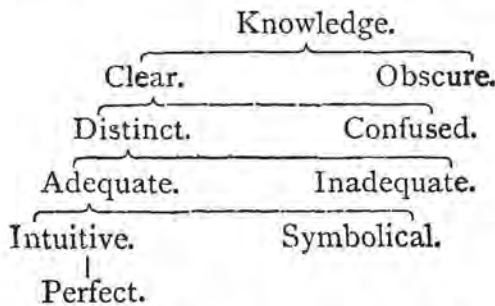 Knowledge.
Clear. Obscure.
Distinct. Confused.
Adequate. Inadequate.
Intuitive. Symbolical.
Perfect.